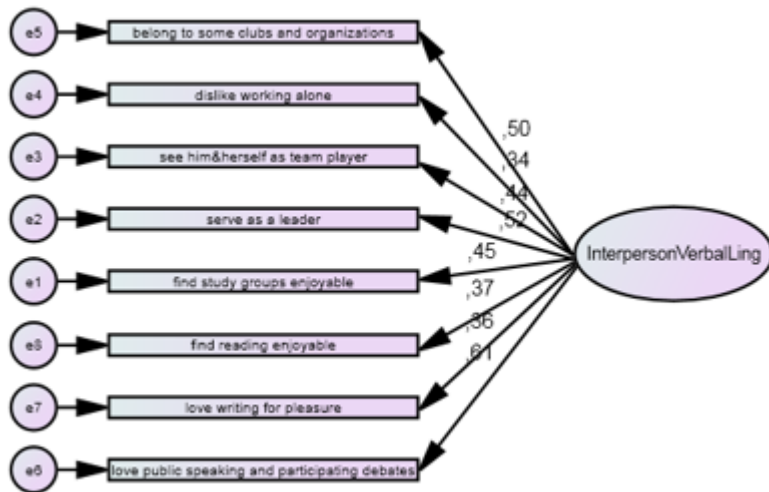 e5
belong to some clubs and organizations
e4
dislike working alone
,50
,34
e3
see him&herself as team player
,44
e2
serve as a leader
,52
,45
InterpersonVerbalLing
e1
find study groups enjoyable
,37
,36
e8
find reading enjoyable
,61
e7
love writing for pleasure
e6
love public speaking and participating debates